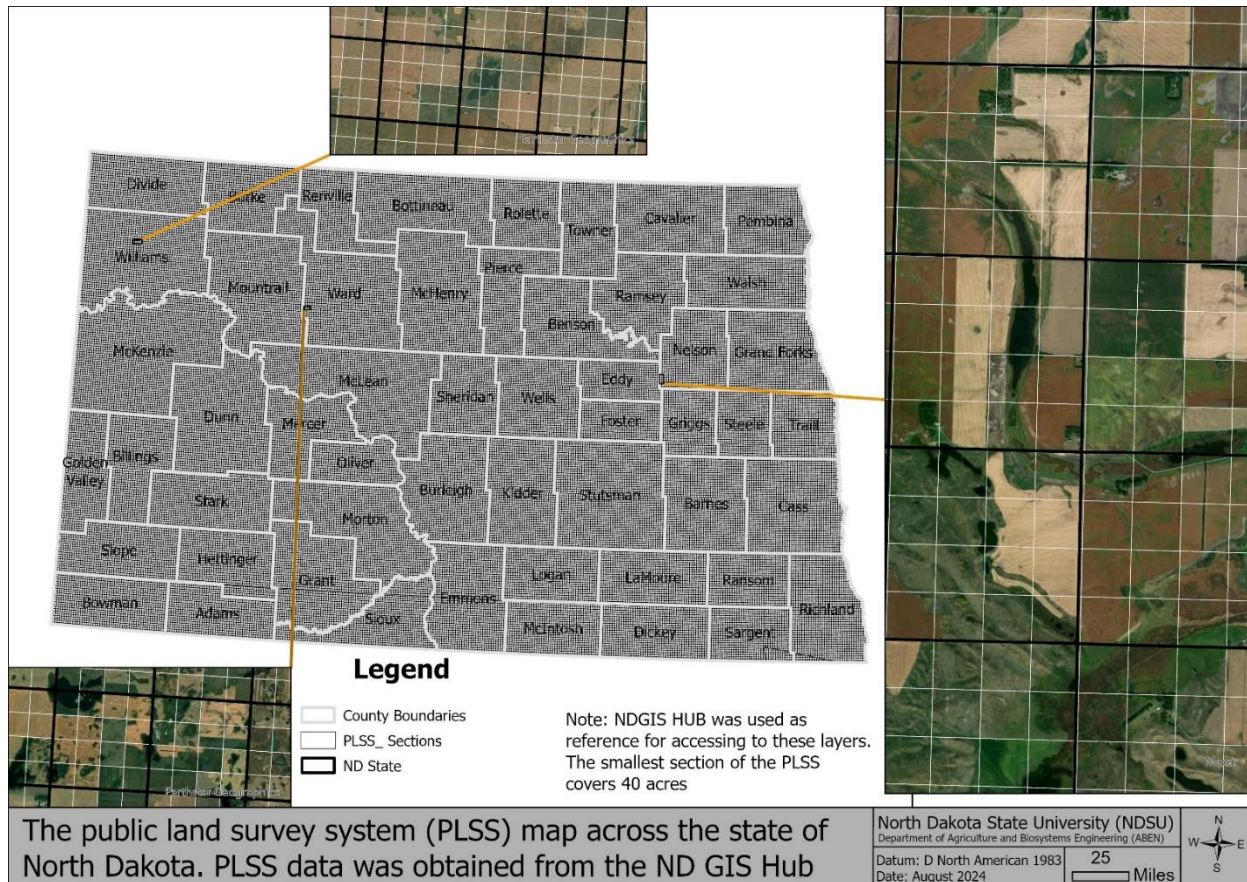 Earthstar Geographics
Divide
Burke
Renville
Bottineau
Rolette
Towner
Cavalier
Pembina
Williams
Mountrail
Ward
McHenry
Pierce
Benson
Ramsey
Walsh
Nelson
Grand Forks
McKenzie
Dunn
McLean
Mercer
Sheridan
Wells
Eddy
Foster
Griggs
Steele
Traill
Golden
Valley
Billings
Oliver
Burleigh
Kidder
Stutsman
Barnes
Cass
Stark
Morton
Slope
Hettinger
Grant
Bowman
Adams
Sioux
Emmons
Logan
LaMoure
Ransom
Richland
McIntosh
Dickey
Sargent
Maxar
Earthstar Geographics
Legend
County Boundaries
PLSS_ Sections
ND State
Note: NDGIS HUB was used as
reference for accessing to these layers.
The smallest section of the PLSS
covers 40 acres
The public land survey system (PLSS) map across the state of
North Dakota. PLSS data was obtained from the ND GIS Hub
North Dakota State University (NDSU)
Department of Agriculture and Biosystems Engineering (ABEN)
Datum: D North American 1983
Date: August 2024
25
Miles
N
W
E
S